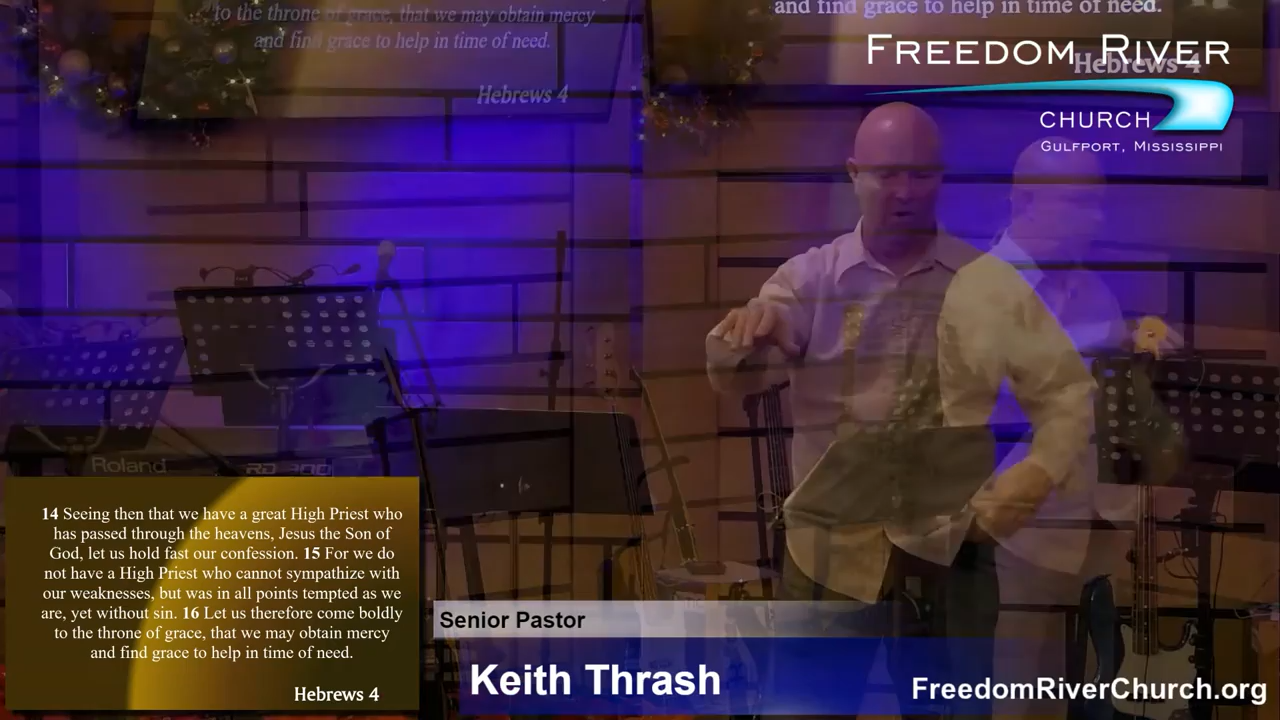 to the throne of grace, that we may obtain mercy
and find grace to help in time of need.
Hebrews 4
and find grace to help in time of need.
Hebrews 4
FREEDOM RIVER
CHURCH
GULFPORT, MISSISSIPPI
Roland
RD
14 Seeing then that we have a great High Priest who
has passed through the heavens, Jesus the Son of
God, let us hold fast our confession. 15 For we do
not have a High Priest who cannot sympathize with
our weaknesses, but was in all points tempted as we
are, yet without sin. 16 Let us therefore come boldly
to the throne of grace, that we may obtain mercy
and find grace to help in time of need.
Hebrews 4
Senior Pastor
Keith Thrash
FreedomRiverChurch.org